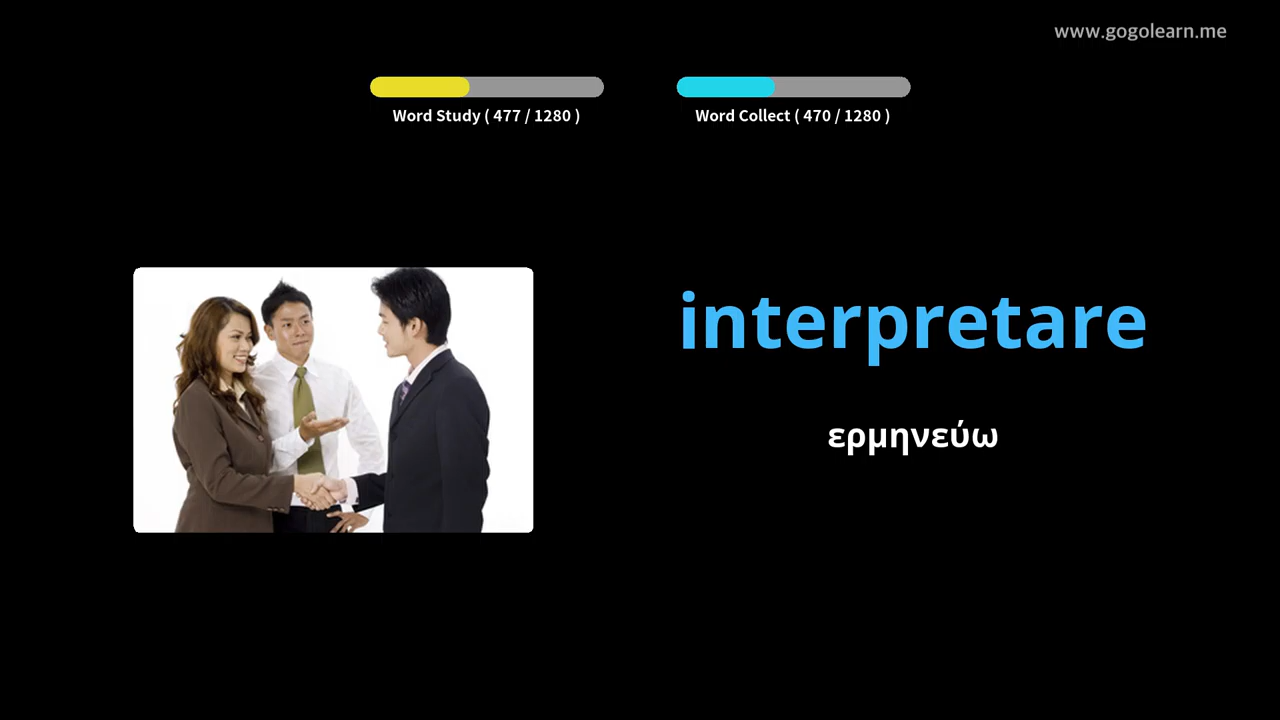 www.gogolearn.me
Word Study ( 477 / 1280 )
Word Collect ( 470 / 1280 )
interpretare
ερμηνεύω